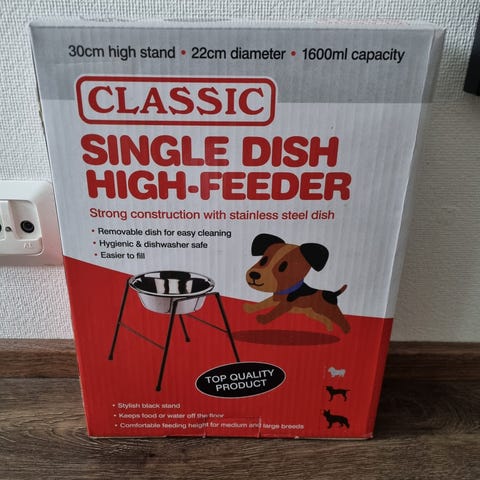 30cm high stand • 22cm diameter • 1600ml capacity
CLASSIC
SINGLE DISH
HIGH-FEEDER
Strong construction with stainless steel dish
• Removable dish for easy cleaning
• Hygienic & dishwasher safe
• Easier to fill
TOP QUALITY
PRODUCT
• Stylish black stand
• Keeps food or water off the floor
• Comfortable feeding height for medium and large breeds